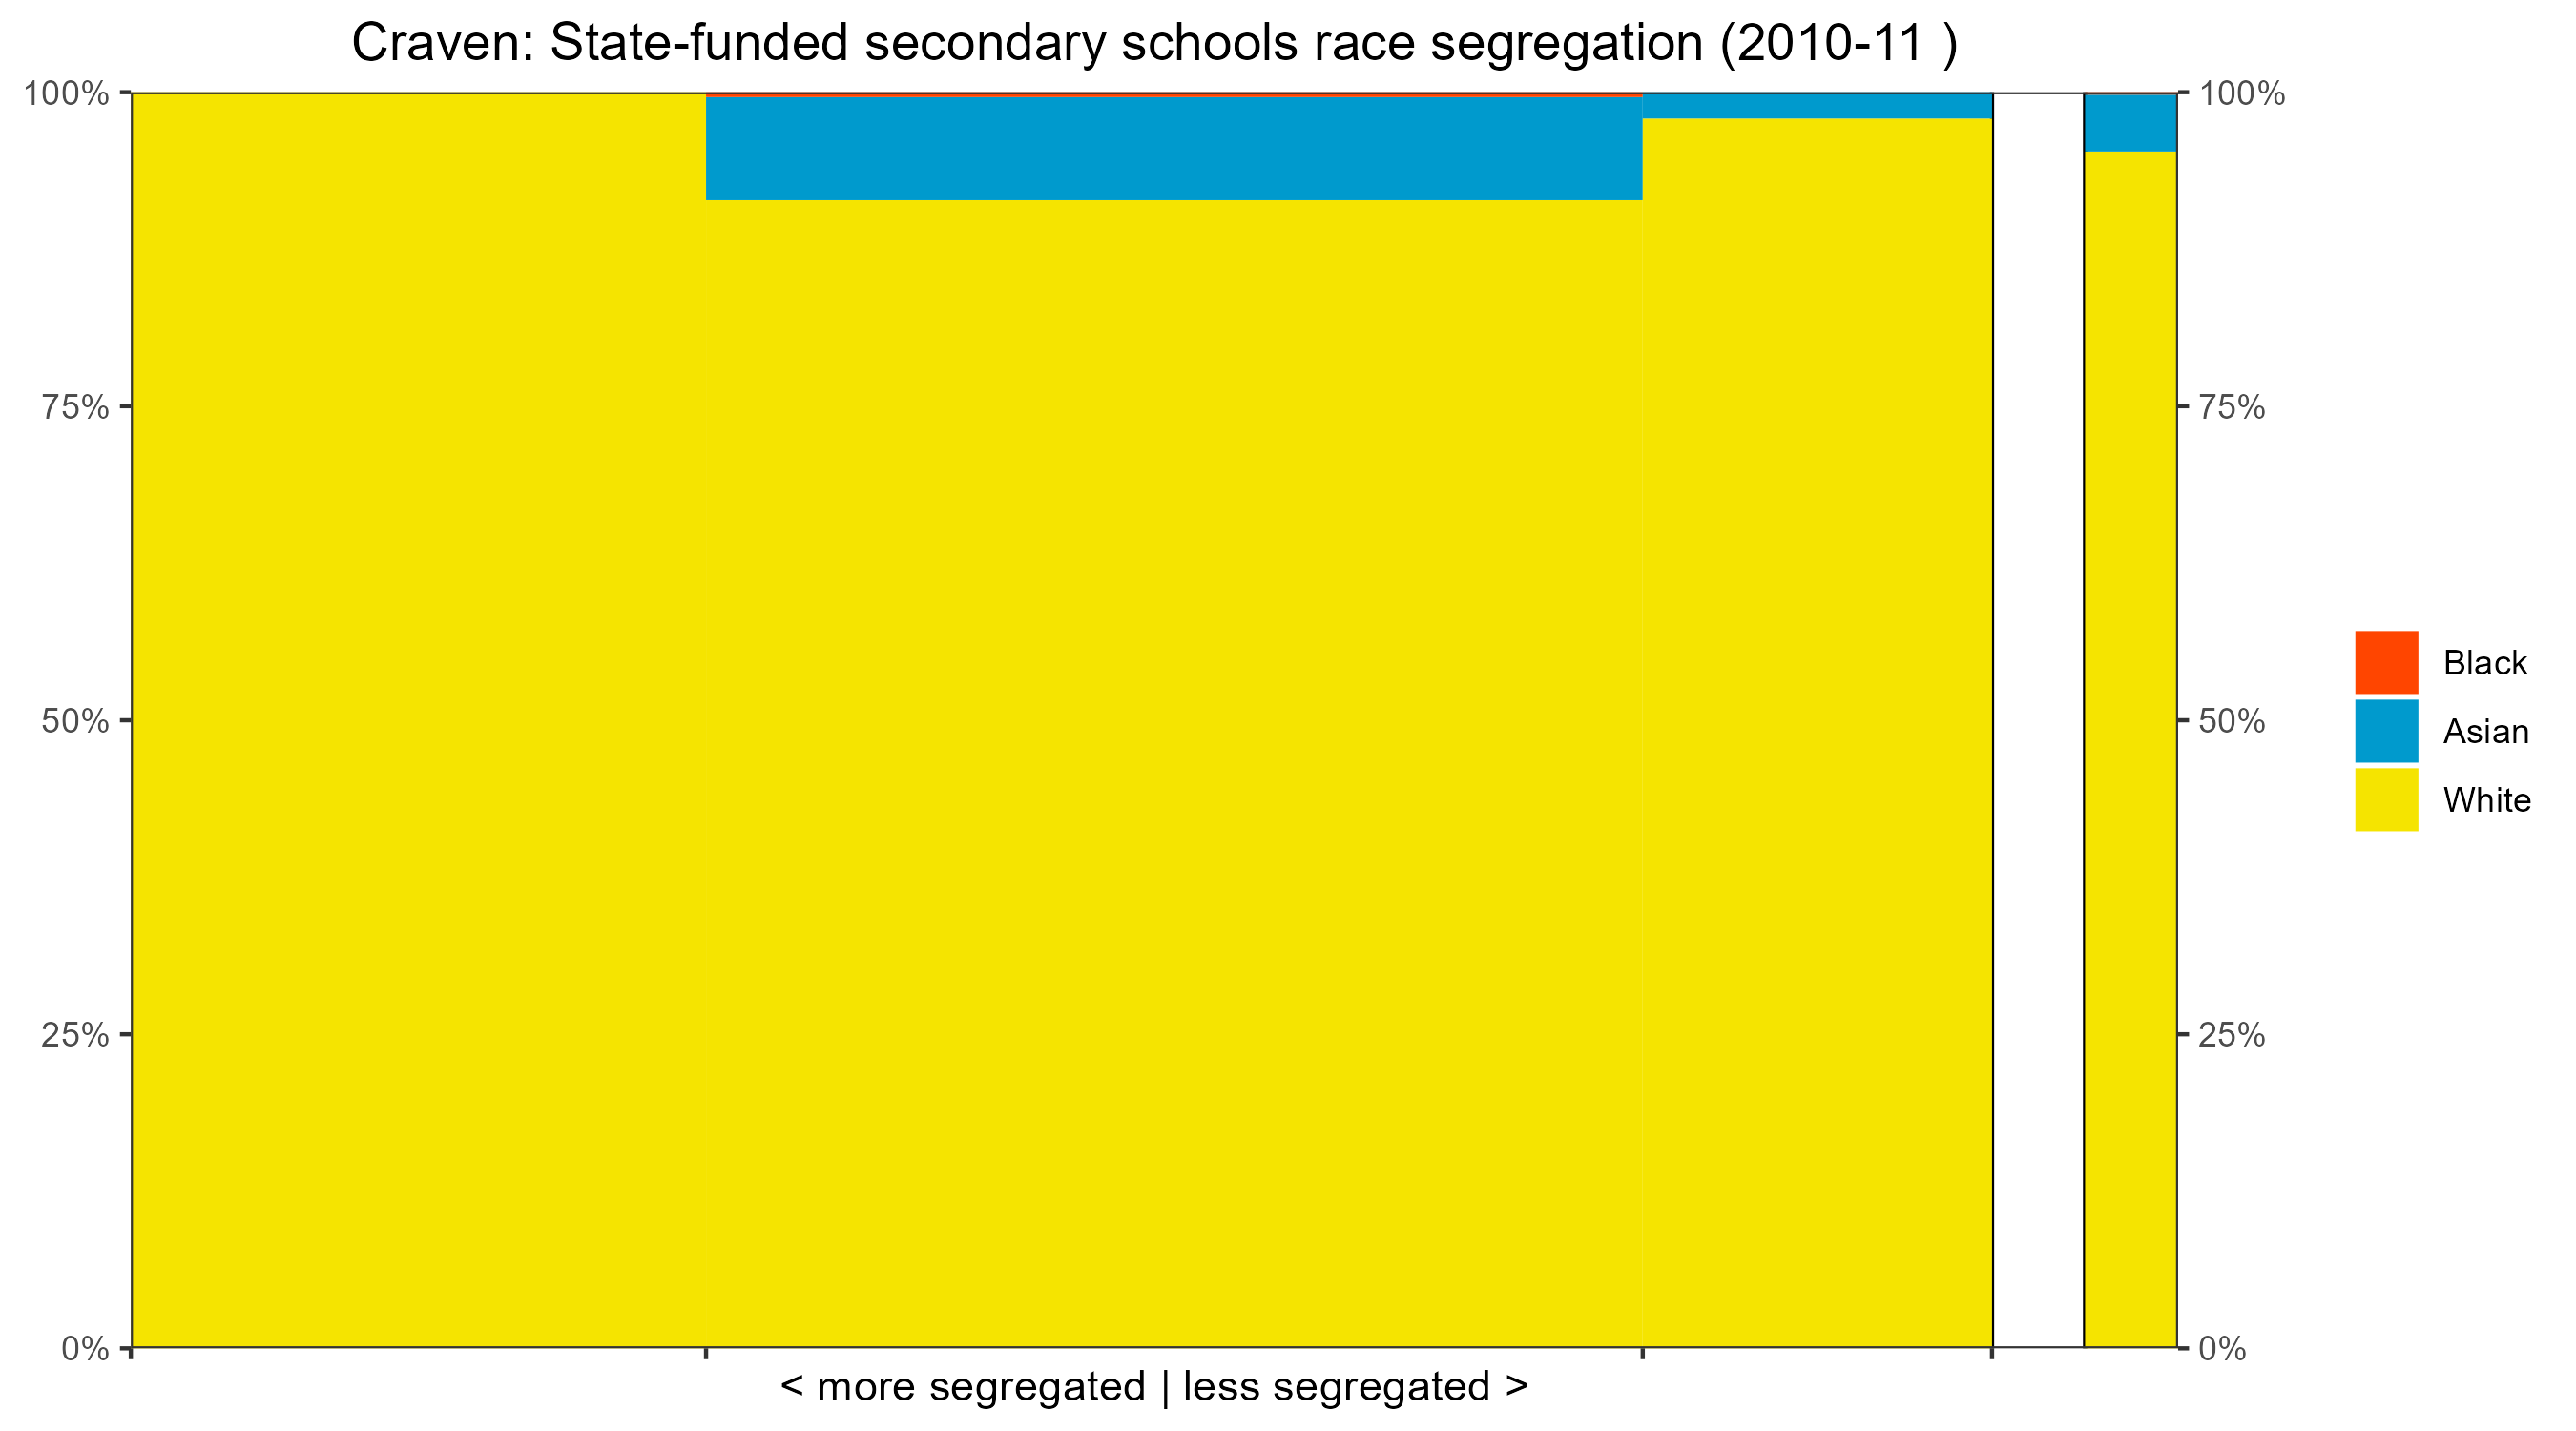 Craven: State-funded secondary schools race segregation (2010-11 )
100%
75%
50%
25%
0%
100%
75%
50%
25%
0%
Black
Asian
White
< more segregated | less segregated >